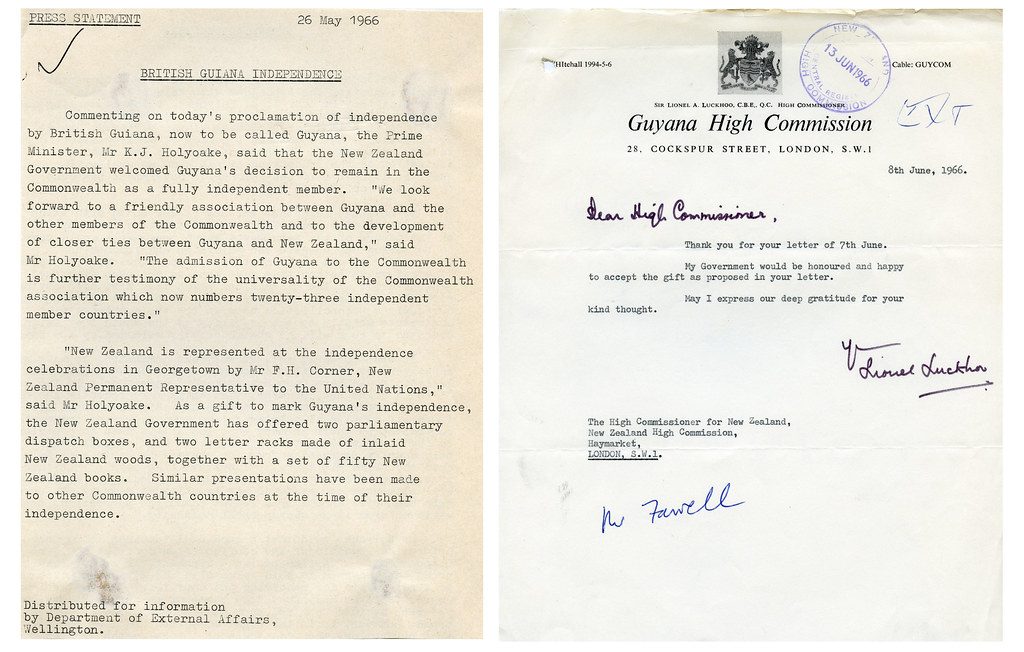 PRESS STATEMENT
26 May 1966
BRITISH GUIANA INDEPENDENCE
Commenting on today's proclamation of independence
by British Guiana, now to be called Guyana, the Prime
Minister, Mr K.J. Holyoake, said that the New Zealand
Government welcomed Guyana's decision to remain in the
Commonwealth as a fully independent member. "We look
forward to a friendly association between Guyana and the
other members of the Commonwealth and to the development
of closer ties between Guyana and New Zealand," said
Mr Holyoake. "The admission of Guyana to the Commonwealth
is further testimony of the universality of the Commonwealth
association which now numbers twenty-three independent
member countries."
"New Zealand is represented at the independence
celebrations in Georgetown by Mr F.H. Corner, New
Zealand Permanent Representative to the United Nations,"
said Mr Holyoake. As a gift to mark Guyana's independence,
the New Zealand Government has offered two parliamentary
dispatch boxes, and two letter racks made of inlaid
New Zealand woods, together with a set of fifty New
Zealand books. Similar presentations have been made
to other Commonwealth countries at the time of their
independence.
Distributed for information
by Department of External Affairs,
Wellington.
HItehall 1994-5-6
Cable: GUYCOM
NEW
HIGH COMMISSION
13 JUN 1966
CENTRAL
EXT
SIR LIONEL A. LUCKHOO, C.B.E., Q.C. HIGH COMMISSIONER
Guyana High Commission
28, COCKSPUR STREET, LONDON, S.W.1
8th June, 1966.
Dear High Commissioner,
Thank you for your letter of 7th June.
My Government would be honoured and happy
to accept the gift as proposed in your letter.
May I express our deep gratitude for your
kind thought.
Lionel Luckhoo
The High Commissioner for New Zealand,
New Zealand High Commission,
Haymarket,
LONDON, S.W.1.
Mr Farrell